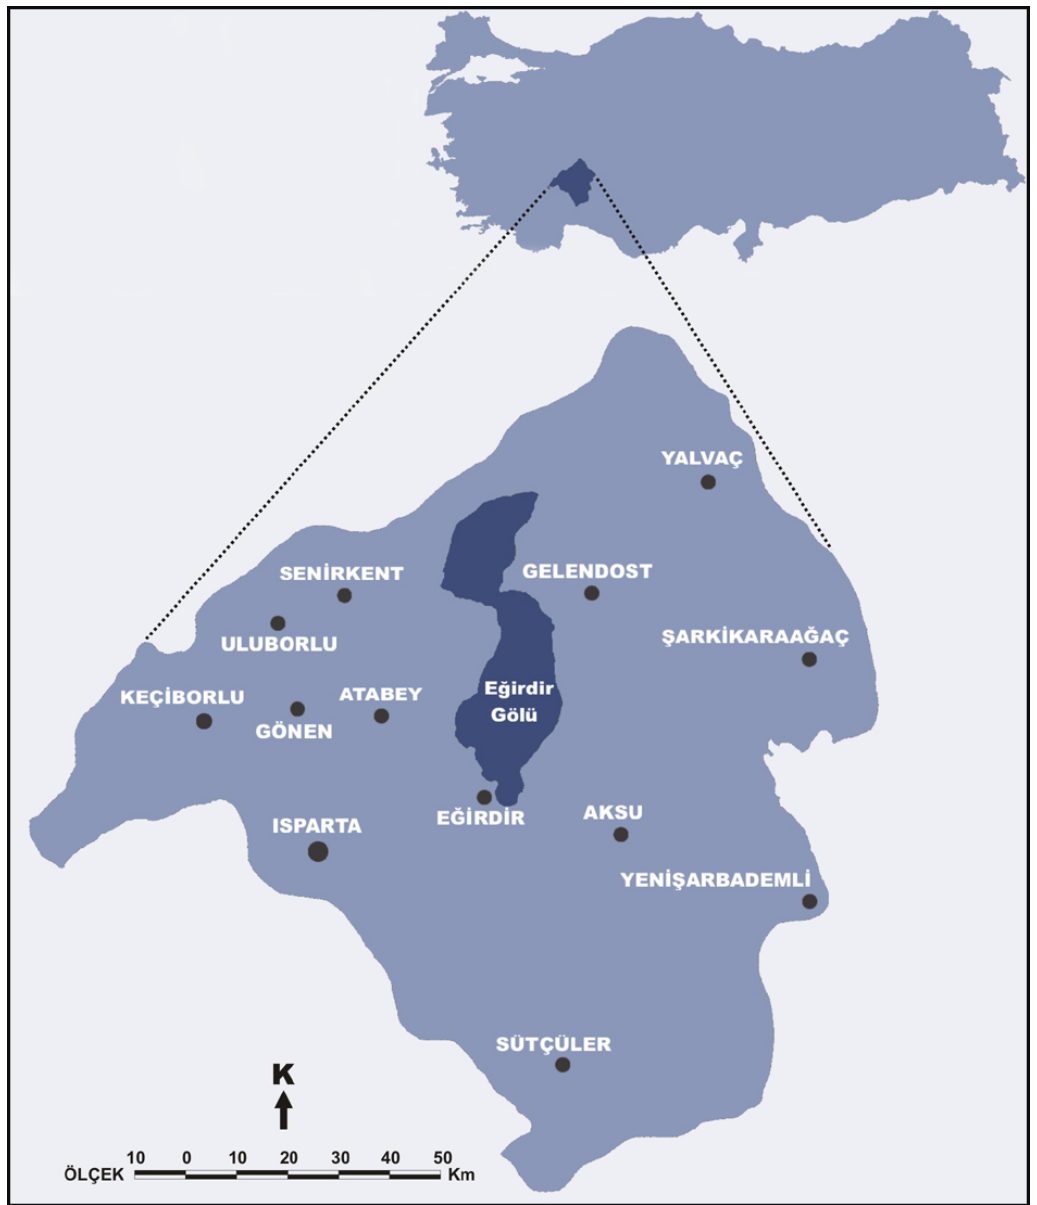 YALVAÇ
SENİRKENT
GELENDOST
ULUBORLU
ŞARKİKARAAĞAÇ
KEÇİBORLU
ATABEY
Eğirdir
Gölü
GÖNEN
ISPARTA
EĞİRDİR
AKSU
YENİŞARBADEMLİ
SÜTÇÜLER
K
10 0 10 20 30 40 50
ÖLÇEK Km